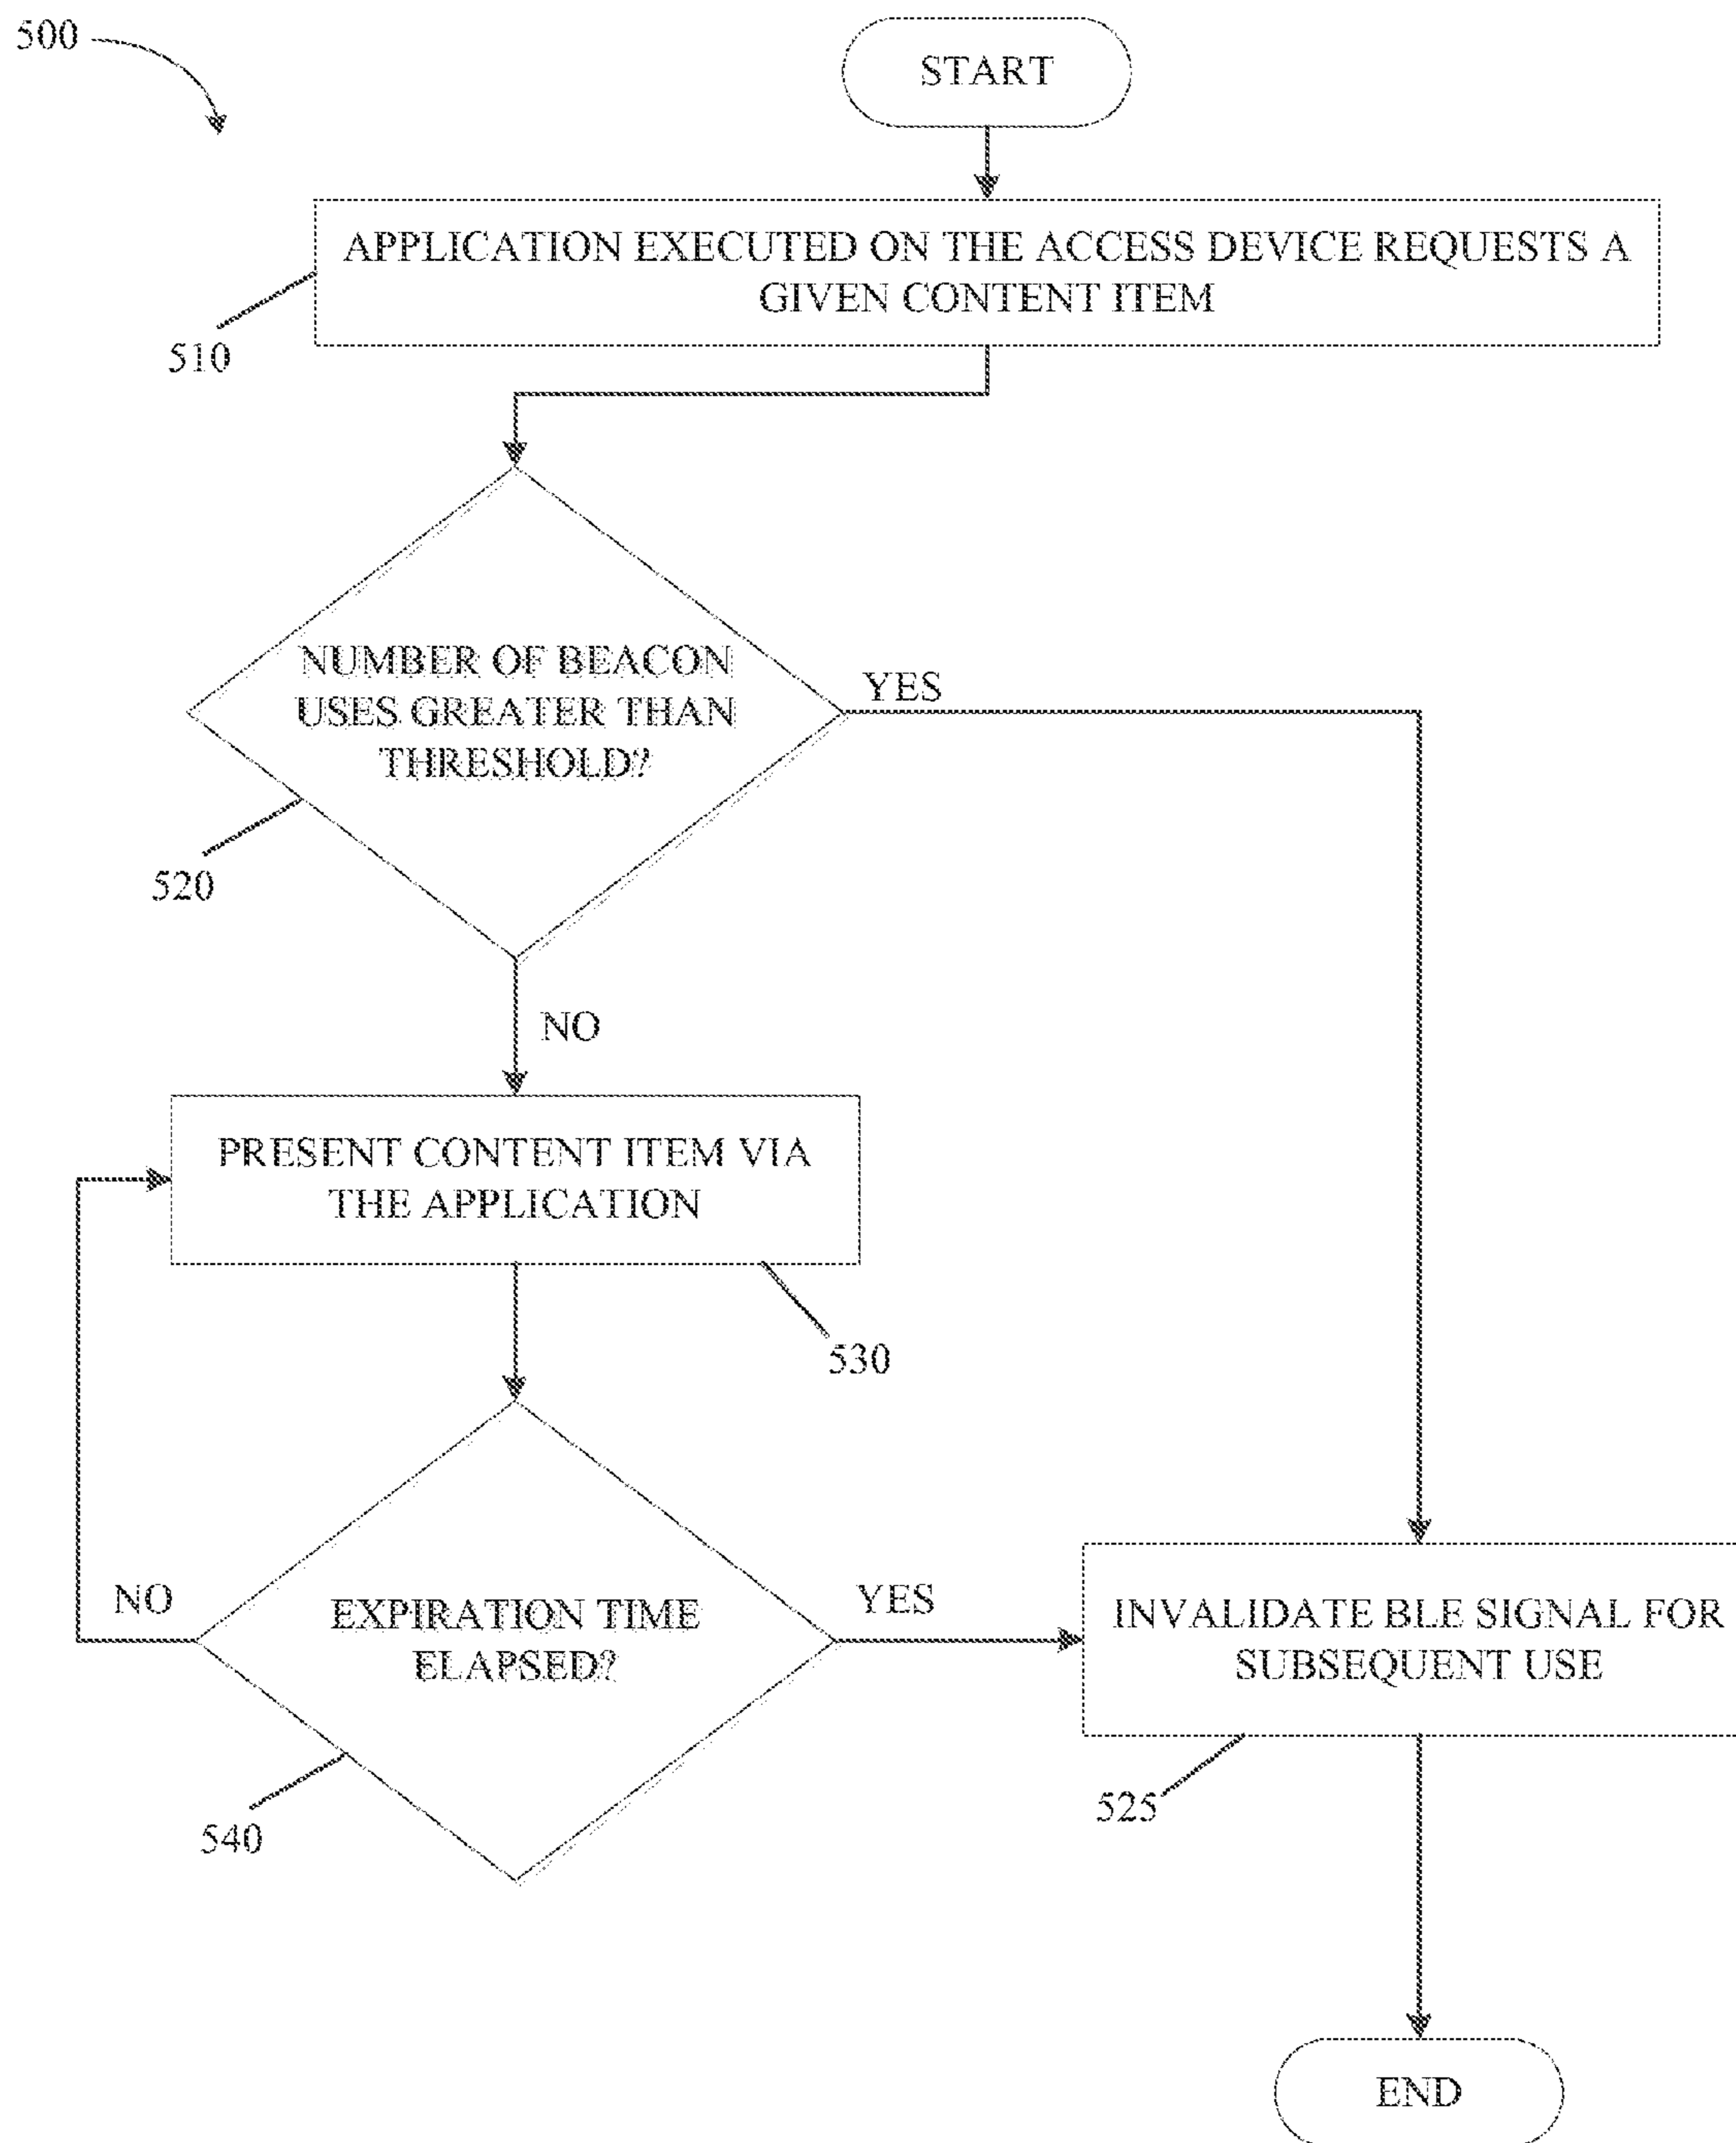 500
START
APPLICATION EXECUTED ON THE ACCESS DEVICE REQUESTS A
GIVEN CONTENT ITEM
510
NUMBER OF BEACON
USES GREATER THAN
THRESHOLD?
YES
520
NO
PRESENT CONTENT ITEM VIA
THE APPLICATION
530
NO
EXPIRATION TIME
ELAPSED?
YES
INVALIDATE BLE SIGNAL FOR
SUBSEQUENT USE
525
540
END